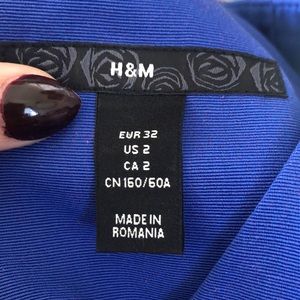 H&M
EUR 32
US 2
CA 2
CN 160/60A
MADE IN
ROMANIA